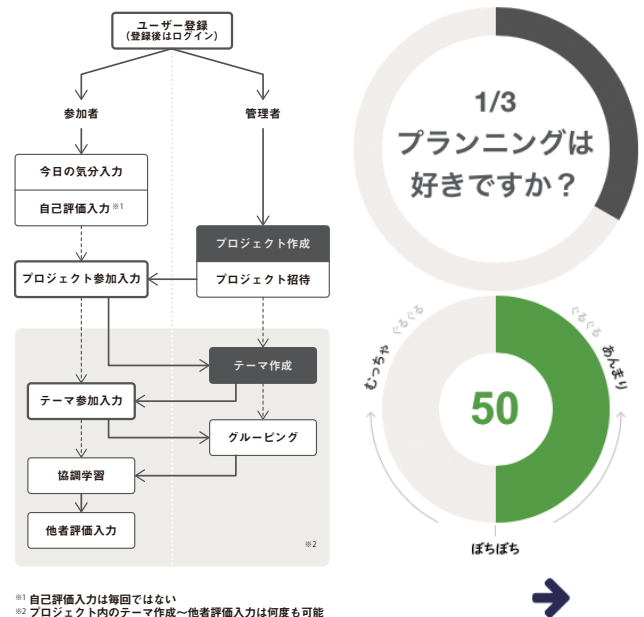 ユーザー登録
(登録後はログイン)
参加者
管理者
今日の気分入力
自己評価入力※1
プロジェクト作成
プロジェクト招待
プロジェクト参加入力
テーマ作成
テーマ参加入力
グルーピング
協調学習
他者評価入力
※2
※1 自己評価入力は毎回ではない
※2 プロジェクト内のテーマ作成〜他者評価入力は何度も可能
1/3
プランニングは
好きですか？
むっちゃ
ぐるぐる
ぐるぐる
あんまり
50
ぼちぼち